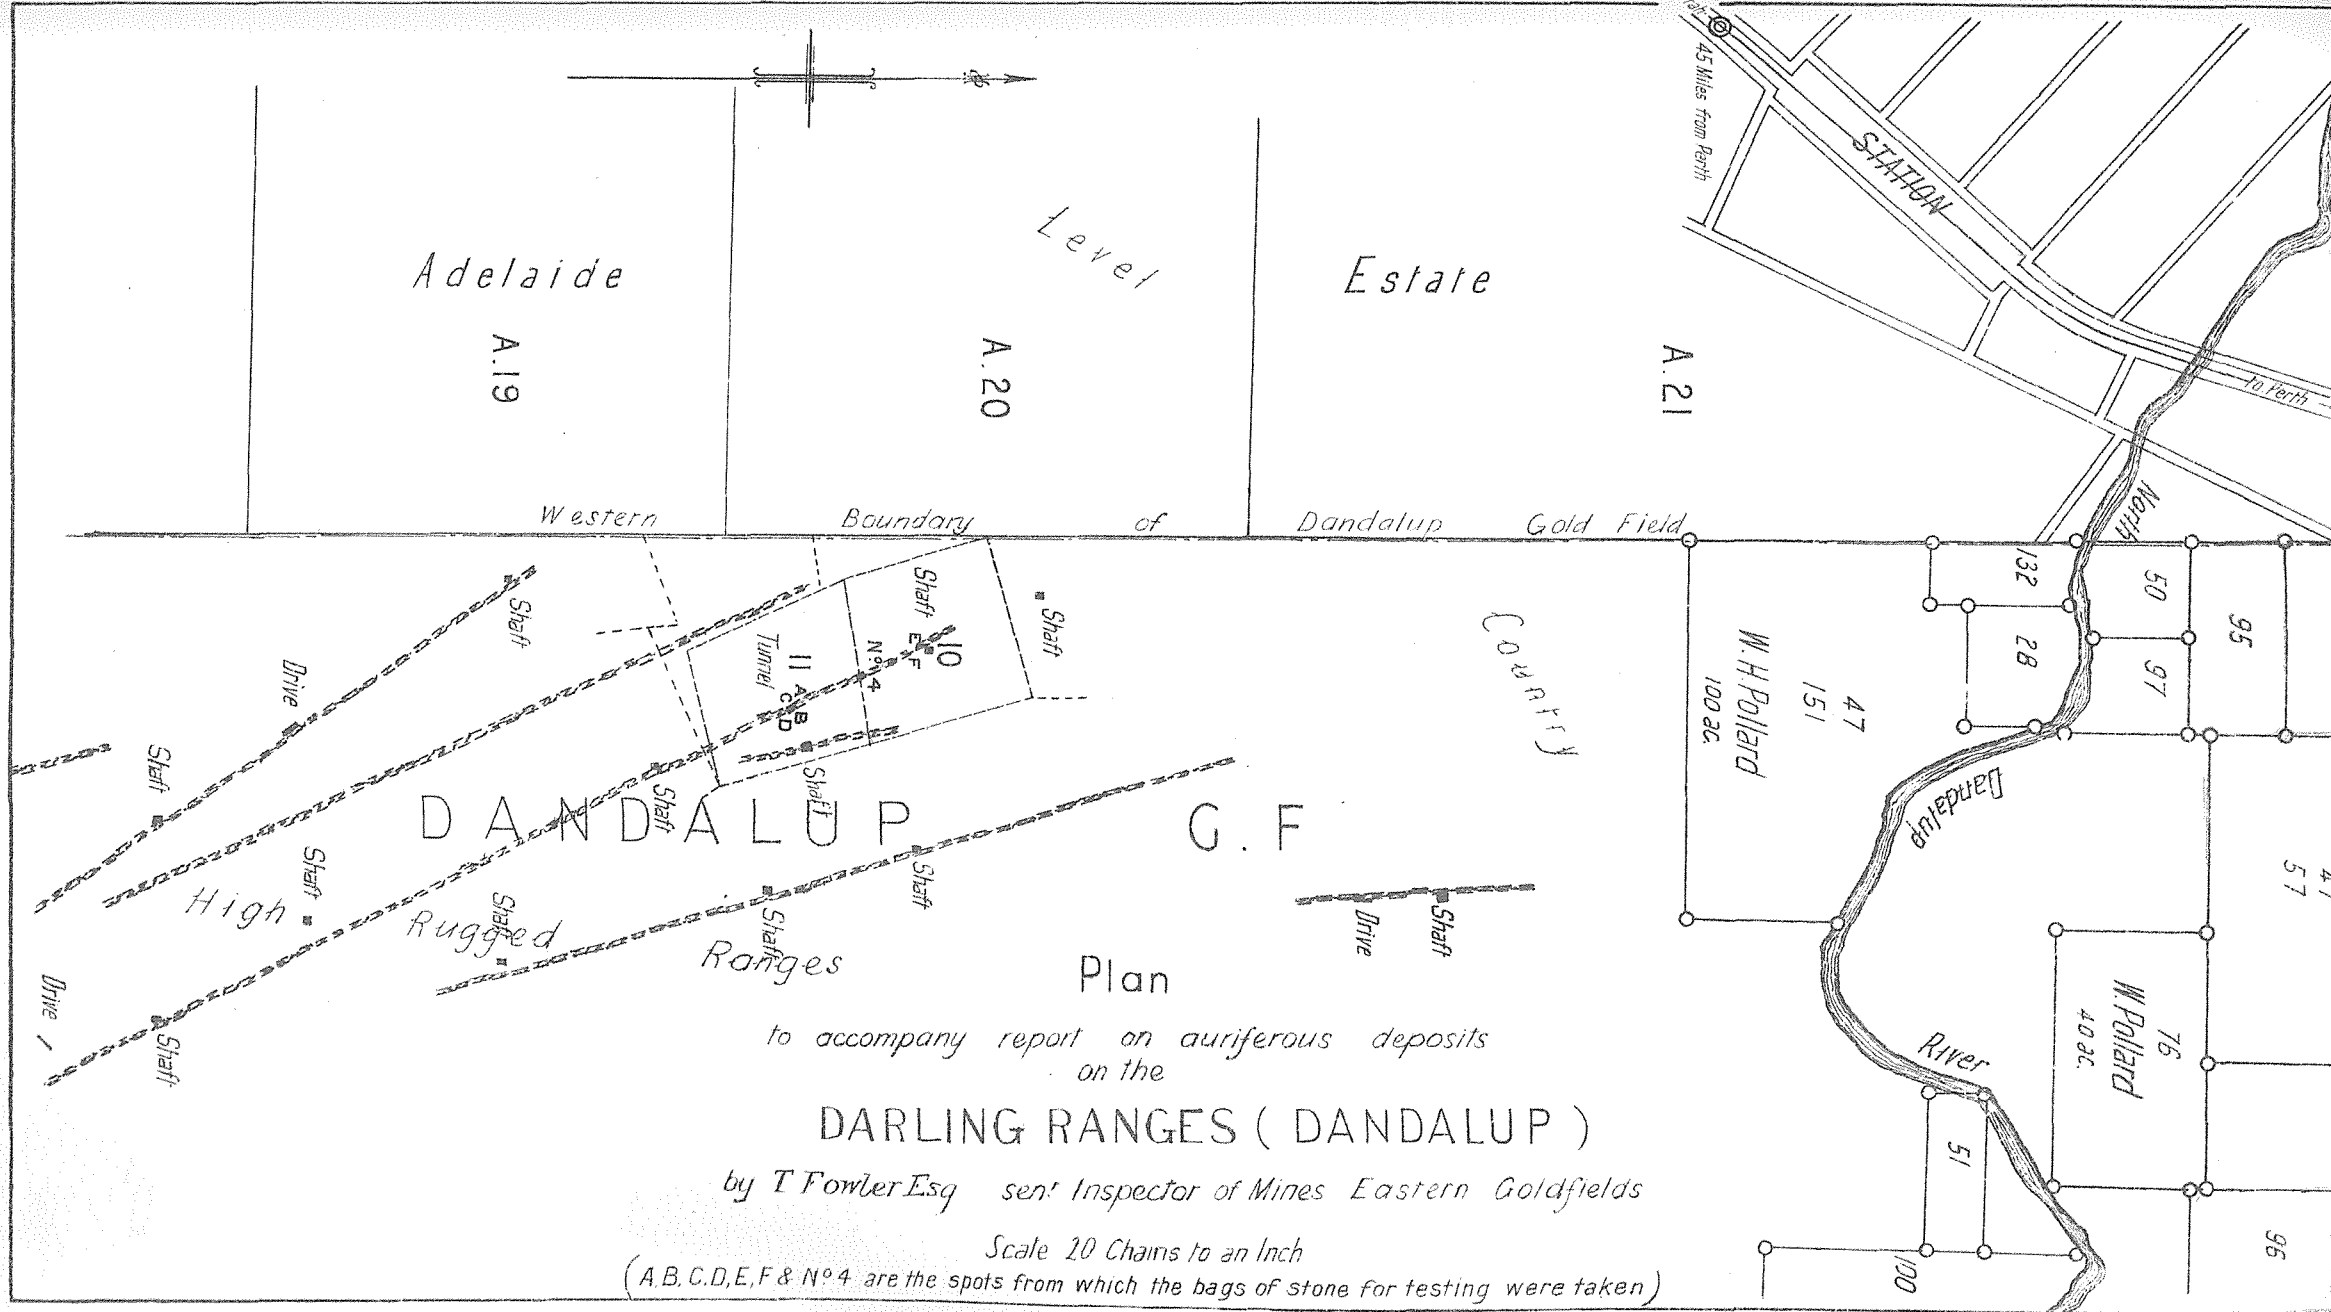 45 Miles from Perth
STATION
to Perth
Level
Adelaide
Estate
A.19
A.20
A.21
Western Boundary of Dandalup Gold Field
North
132
50
95
28
97
47
151
W.H.Pollard
100 ac.
Country
Shaft
Shaft
Shaft
10
E
F
Nº 4
11
Tunnel
A
B
C
D
Drive
Shaft
Shaft
Shaft
DANDALUP G.F
Dandalup
57
Shaft
Shaft
Shaft
Shaft
High Rugged Ranges
Drive
Shaft
Drive
Shaft
River
76
W.Pollard
40 ac.
51
100
96
Plan
to accompany report on auriferous deposits
on the
DARLING RANGES ( DANDALUP )
by T Fowler Esq senr Inspector of Mines Eastern Goldfields
Scale 20 Chains to an Inch
(A,B,C,D,E,F & Nº 4 are the spots from which the bags of stone for testing were taken)